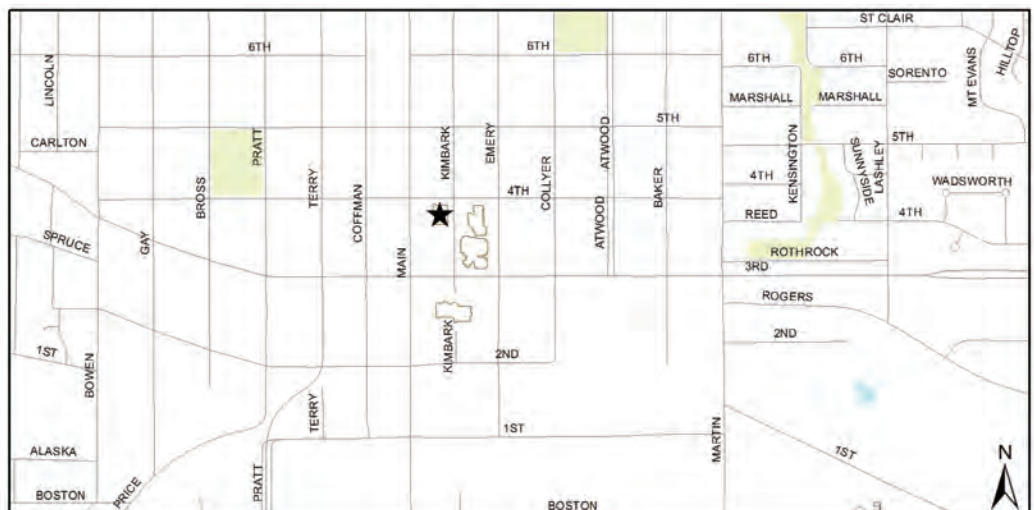 ST CLAIR
6TH
6TH
6TH
6TH
LINCOLN
SORENTO
MT EVANS
HILLTOP
MARSHALL
MARSHALL
5TH
5TH
CARLTON
PRATT
KIMBARK
EMERY
ATWOOD
KENSINGTON
SUNNYSIDE
LASHLEY
BROSS
TERRY
COFFMAN
4TH
COLLYER
ATWOOD
BAKER
4TH
WADSWORTH
REED
4TH
SPRUCE
GAY
MAIN
ROTHROCK
3RD
ROGERS
KIMBARK
2ND
2ND
1ST
BOWEN
TERRY
1ST
MARTIN
1ST
ALASKA
PRATT
PRICE
BOSTON
BOSTON
N